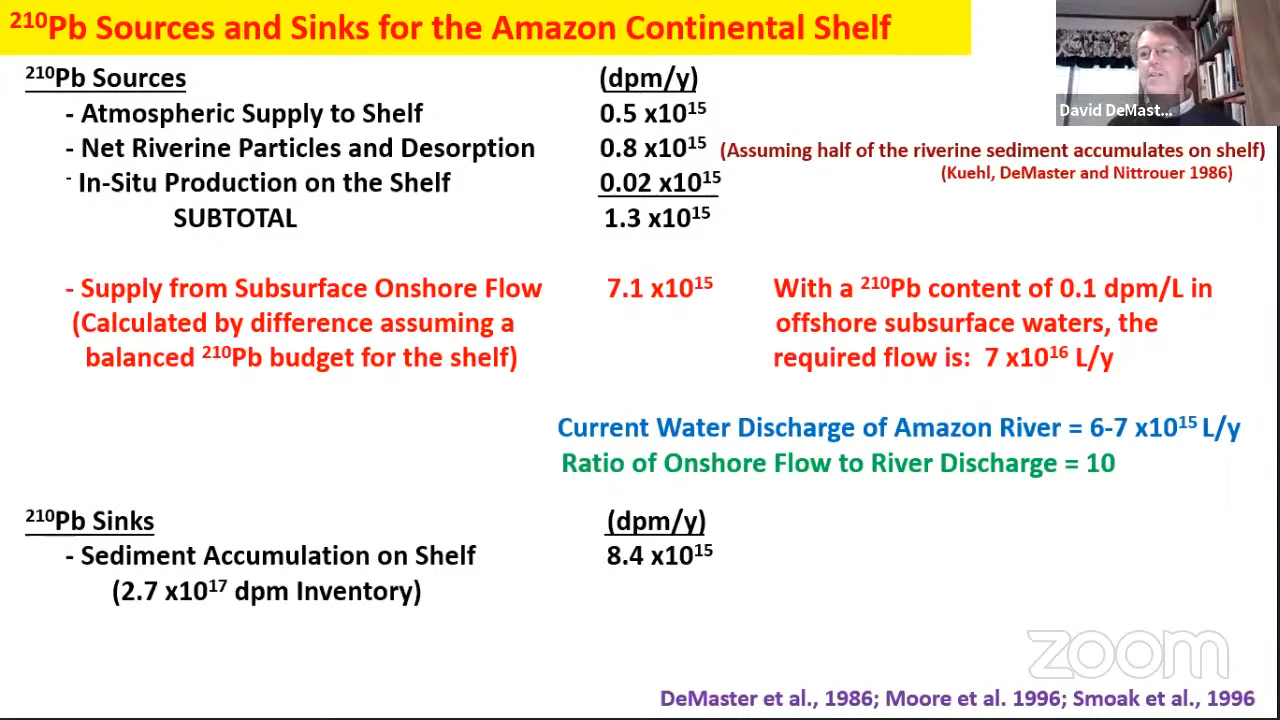 ²¹⁰Pb Sources and Sinks for the Amazon Continental Shelf
David DeMast...
²¹⁰Pb Sources (dpm/y)
- Atmospheric Supply to Shelf 0.5 x10¹⁵
- Net Riverine Particles and Desorption 0.8 x10¹⁵ (Assuming half of the riverine sediment accumulates on shelf)
(Kuehl, DeMaster and Nittrouer 1986)
- In-Situ Production on the Shelf 0.02 x10¹⁵
SUBTOTAL 1.3 x10¹⁵
- Supply from Subsurface Onshore Flow 7.1 x10¹⁵ With a ²¹⁰Pb content of 0.1 dpm/L in
(Calculated by difference assuming a offshore subsurface waters, the
balanced ²¹⁰Pb budget for the shelf) required flow is: 7 x10¹⁶ L/y
Current Water Discharge of Amazon River = 6-7 x10¹⁵ L/y
Ratio of Onshore Flow to River Discharge = 10
²¹⁰Pb Sinks (dpm/y)
- Sediment Accumulation on Shelf 8.4 x10¹⁵
(2.7 x10¹⁷ dpm Inventory)
zoom
DeMaster et al., 1986; Moore et al. 1996; Smoak et al., 1996